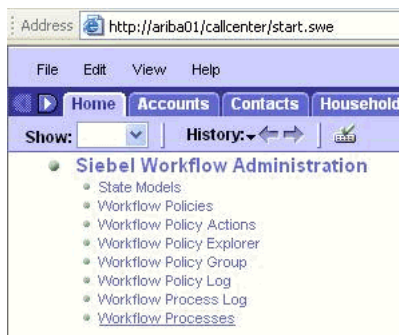 Address http://ariba01/callcenter/start.swe
File Edit View Help
Home Accounts Contacts Household
Show: History:
Siebel Workflow Administration
State Models
Workflow Policies
Workflow Policy Actions
Workflow Policy Explorer
Workflow Policy Group
Workflow Policy Log
Workflow Process Log
Workflow Processes